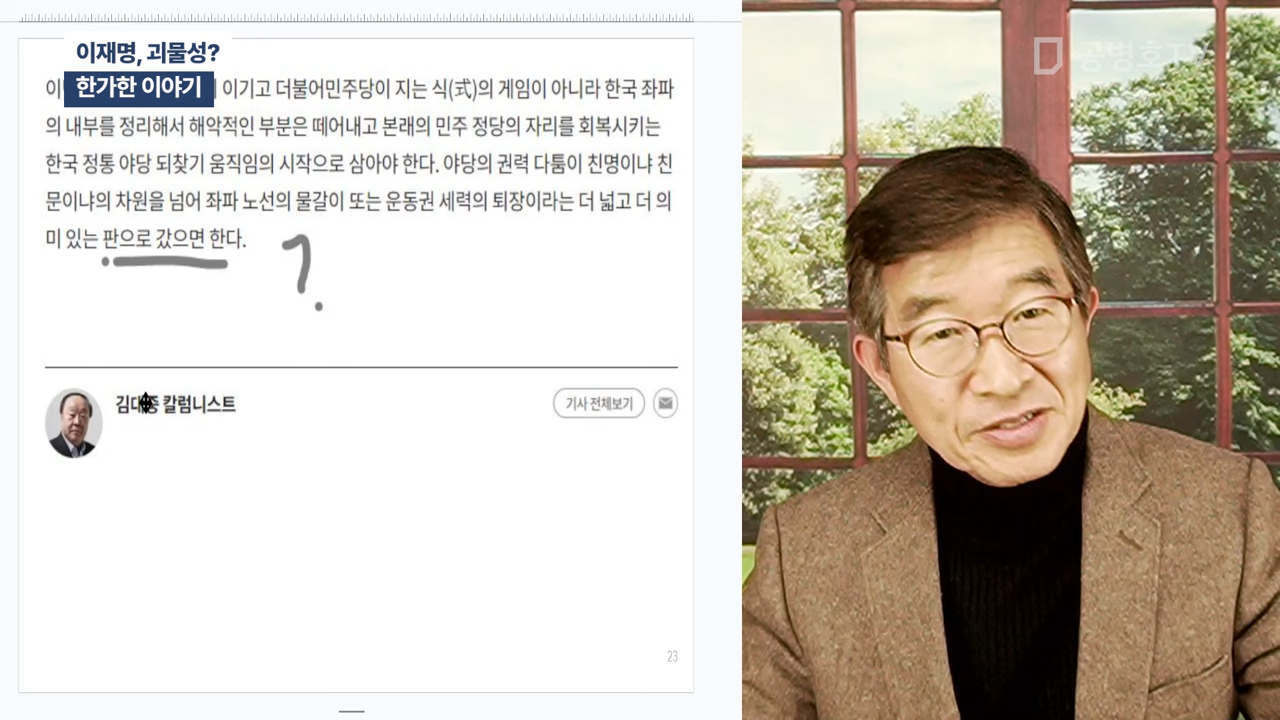 이재명, 괴물성?
한가한 이야기
공병호TV
이기고 더불어민주당이 지는 식(式)의 게임이 아니라 한국 좌파
의 내부를 정리해서 해악적인 부분은 떼어내고 본래의 민주 정당의 자리를 회복시키는
한국 정통 야당 되찾기 움직임의 시작으로 삼아야 한다. 야당의 권력 다툼이 친명이냐 친
문이냐의 차원을 넘어 좌파 노선의 물갈이 또는 운동권 세력의 퇴장이라는 더 넓고 더 의
미 있는 판으로 갔으면 한다.
?
김대중 칼럼니스트
기사 전체보기
23